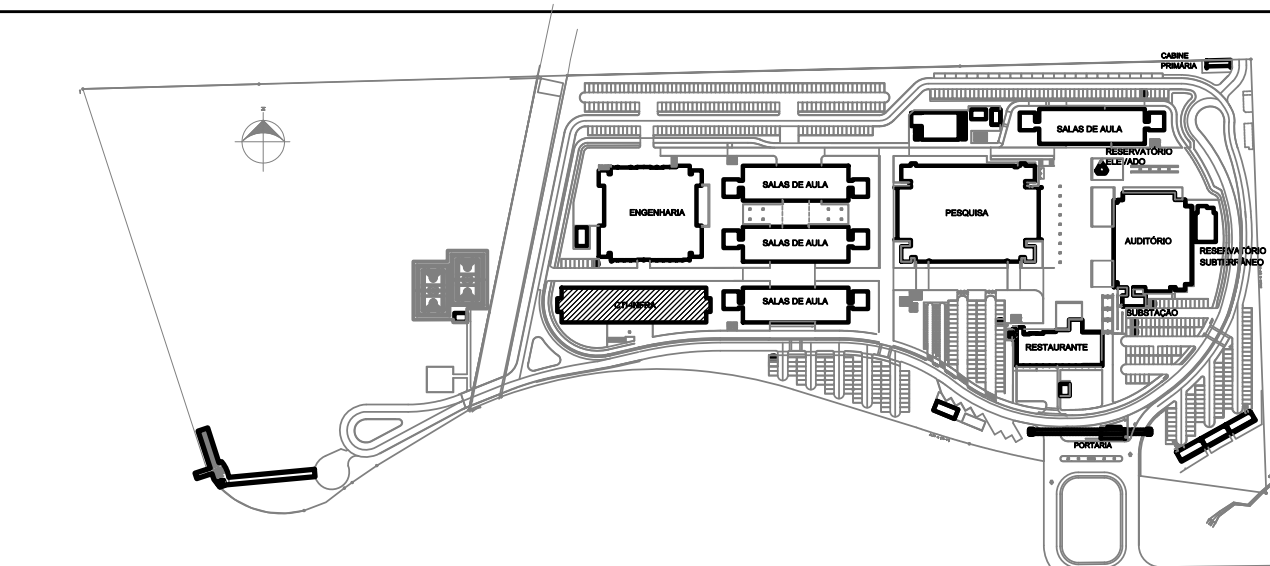 CABINE
PRIMÁRIA
N
SALAS DE AULA
RESERVATÓRIO
ELEVADO
SALAS DE AULA
ENGENHARIA
PESQUISA
SALAS DE AULA
AUDITÓRIO
RESERVATÓRIO
SUBTERRÂNEO
CTI-INFRA
SALAS DE AULA
SUBSTAÇÃO
RESTAURANTE
PORTARIA